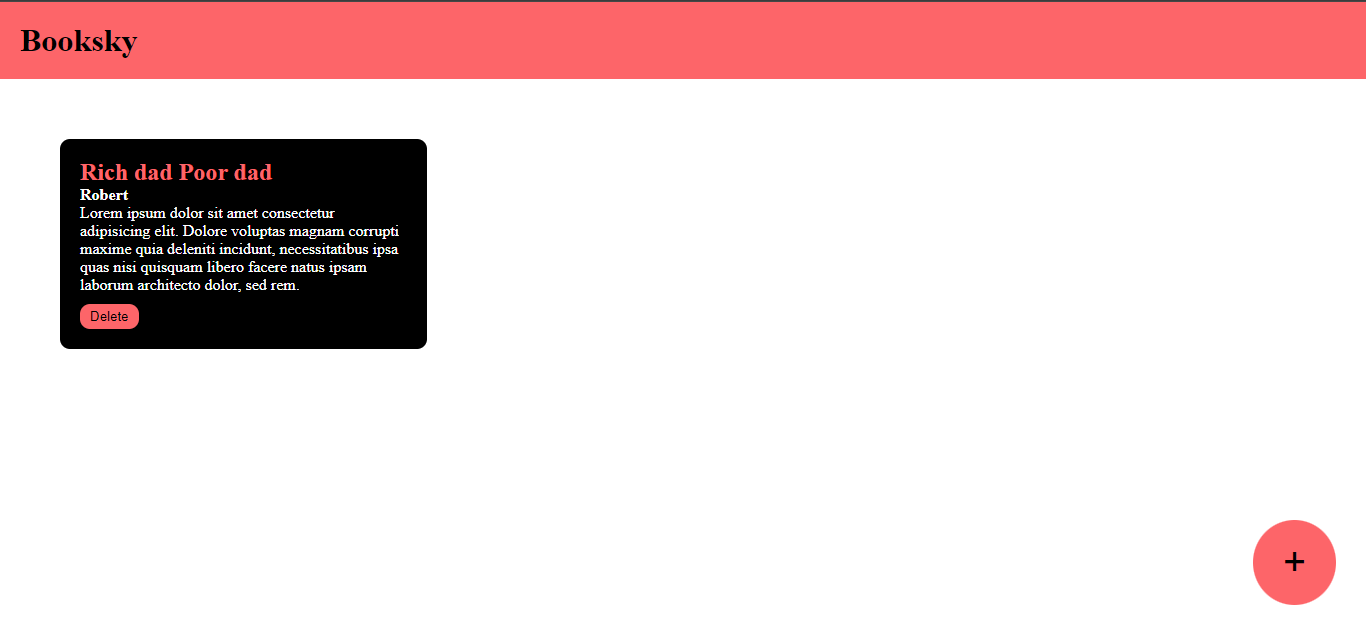 Booksky
Rich dad Poor dad
Robert
Lorem ipsum dolor sit amet consectetur
adipisicing elit. Dolore voluptas magnam corrupti
maxime quia deleniti incidunt, necessitatibus ipsa
quas nisi quisquam libero facere natus ipsam
laborum architecto dolor, sed rem.
Delete
+